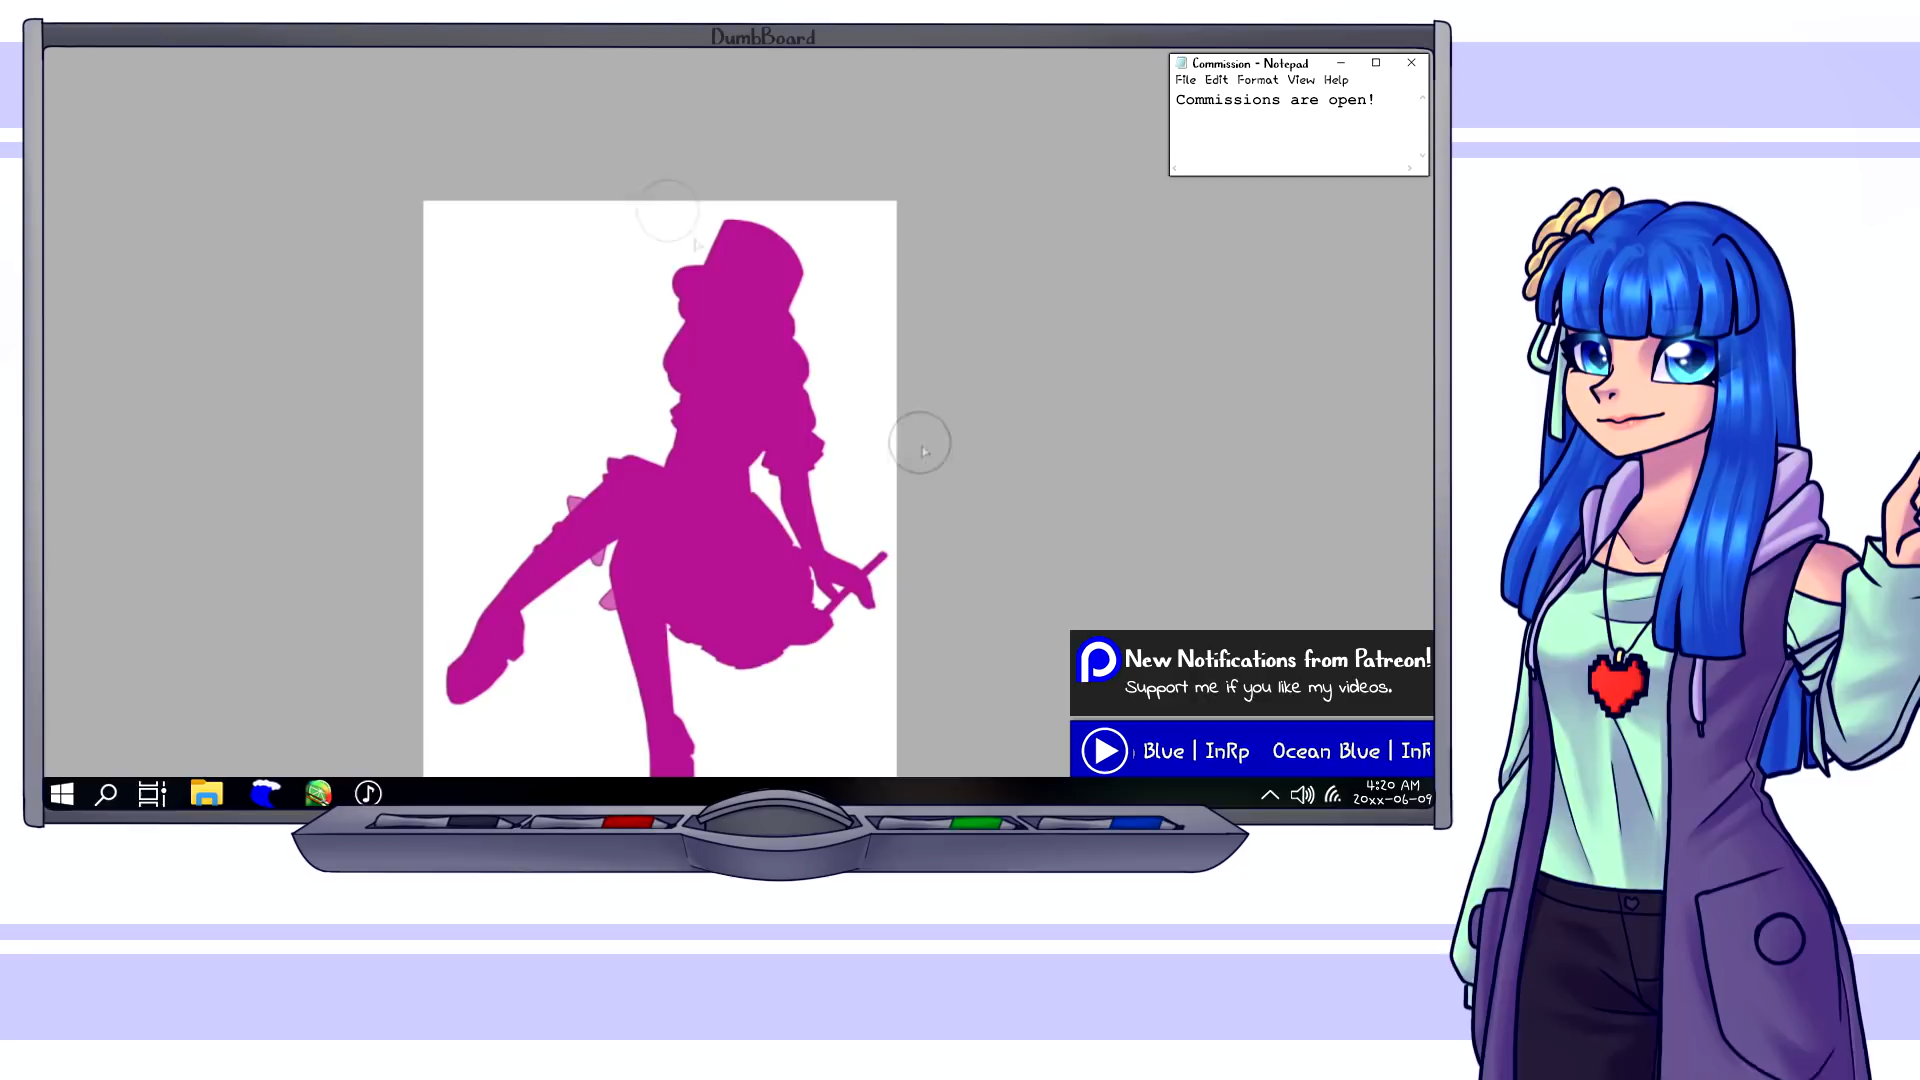 DumbBoard
Commission - Notepad
File Edit Format View Help
Commissions are open!
New Notifications from Patreon!
Support me if you like my videos.
Blue | InRp Ocean Blue | InR
4:20 AM
20xx-06-09